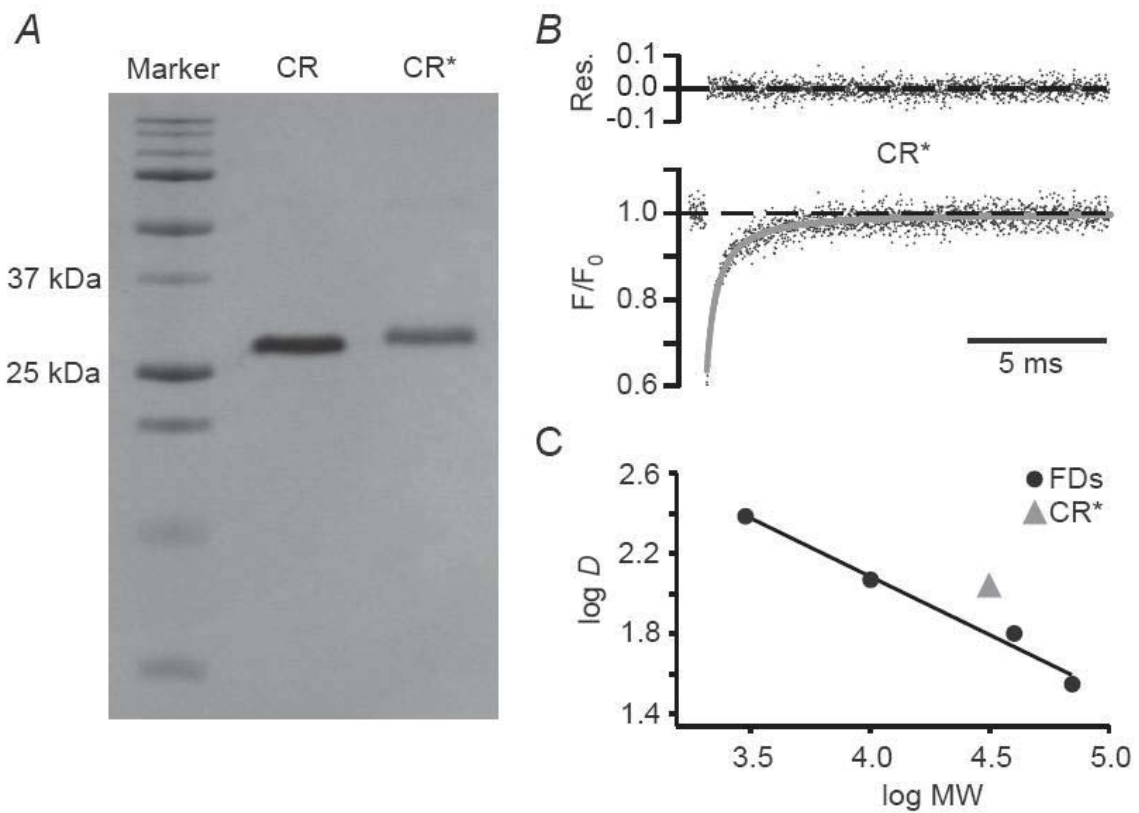 A
Marker CR CR*
37 kDa
25 kDa
B
Res.
0.1
0.0
-0.1
CR*
F/F0
1.0
0.8
0.6
5 ms
C
log D
2.6
2.2
1.8
1.4
FDs
CR*
3.5 4.0 4.5 5.0
log MW